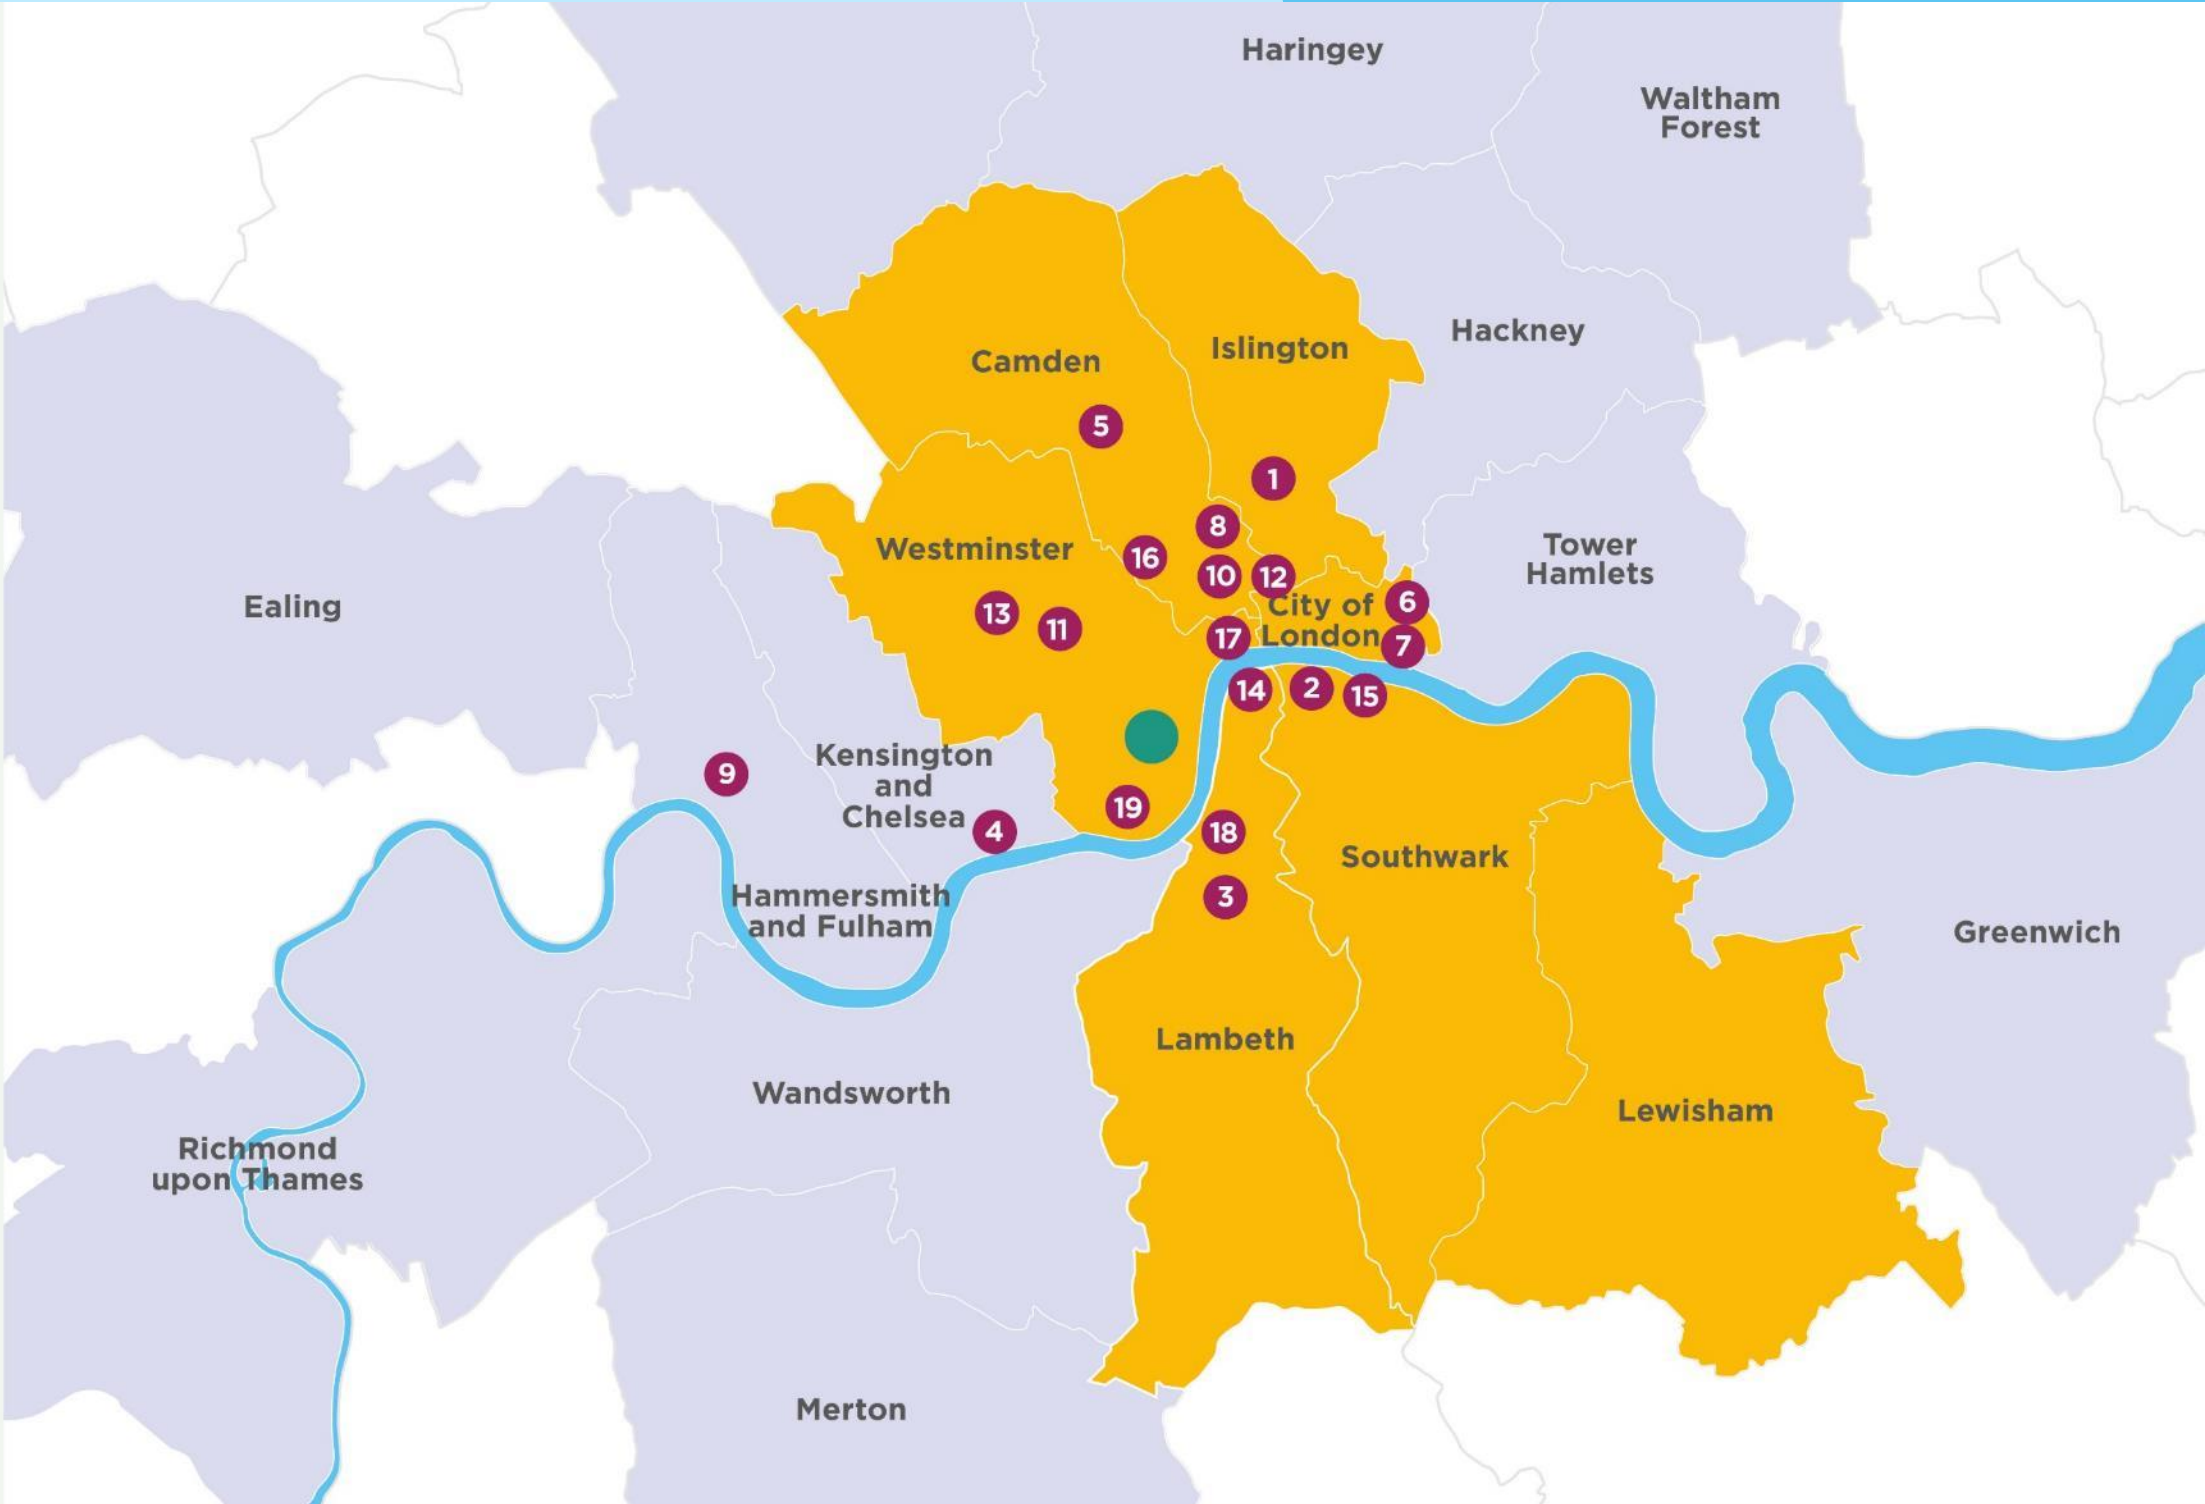 Haringey
Waltham
Forest
Hackney
Islington
Camden
5
1
8
Westminster
16
Tower
Hamlets
10
12
City of
London
6
Ealing
13
11
17
7
14
2
15
Kensington
and
Chelsea
9
19
4
18
Southwark
3
Hammersmith
and Fulham
Greenwich
Lambeth
Wandsworth
Lewisham
Richmond
upon Thames
Merton